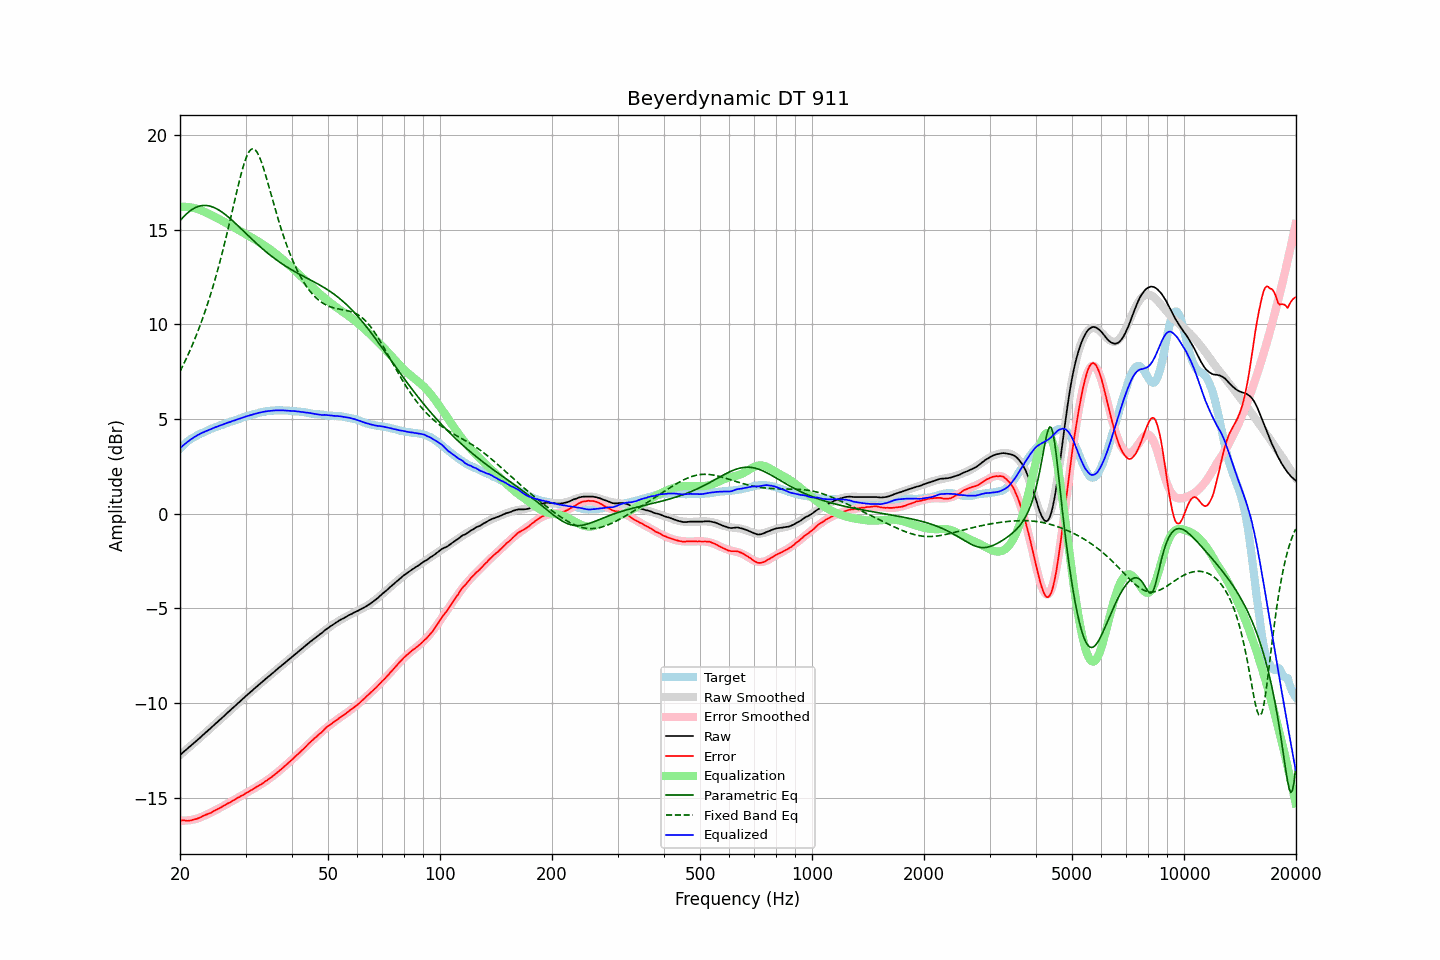 Beyerdynamic DT 911
Amplitude (dBr)
20
15
10
5
0
−5
−10
−15
Target
Raw Smoothed
Error Smoothed
Raw
Error
Equalization
Parametric Eq
Fixed Band Eq
Equalized
20 50 100 200 500 1000 2000 5000 10000 20000
Frequency (Hz)